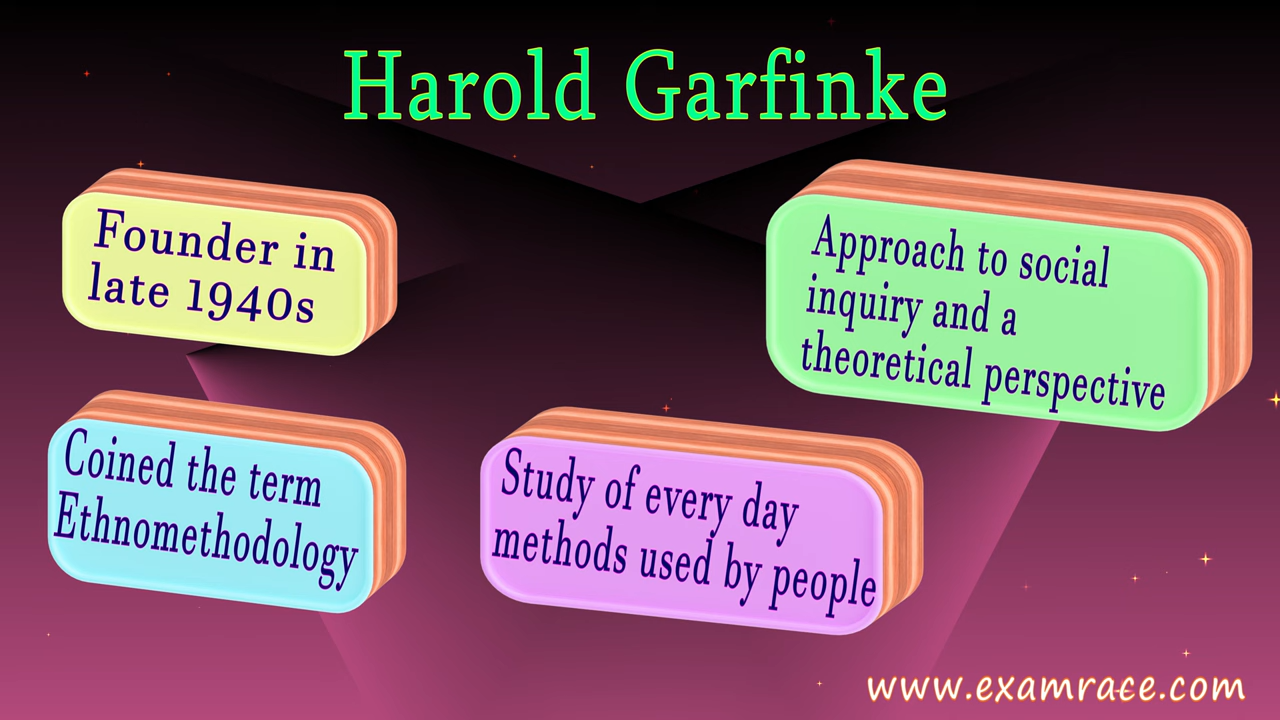 Harold Garfinke
Founder in
late 1940s
Approach to social
inquiry and a
theoretical perspective
Coined the term
Ethnomethodology
Study of every day
methods used by people
www.examrace.com